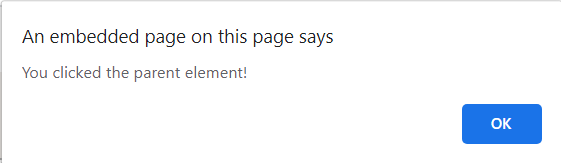 An embedded page on this page says
You clicked the parent element!
OK